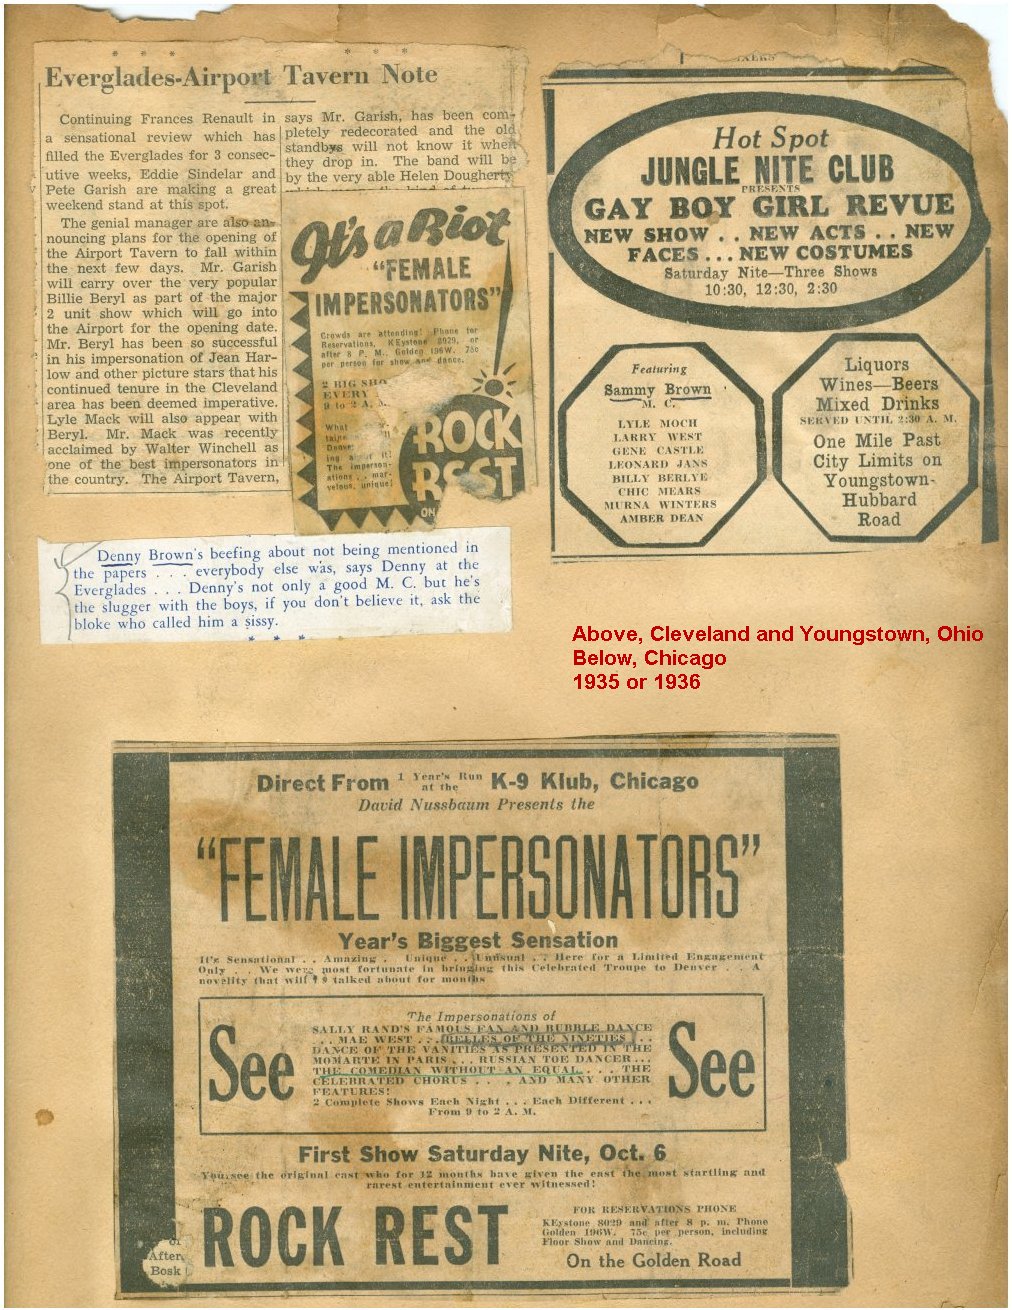 * * *
* * *
Everglades-Airport Tavern Note
Continuing Frances Renault in
a sensational review which has
filled the Everglades for 3 consec-
utive weeks, Eddie Sindelar and
Pete Garish are making a great
weekend stand at this spot.
The genial manager are also an-
nouncing plans for the opening of
the Airport Tavern to fall within
the next few days. Mr. Garish
will carry over the very popular
Billie Beryl as part of the major
2 unit show which will go into
the Airport for the opening date.
Mr. Beryl has been so successful
in his impersonation of Jean Har-
low and other picture stars that his
continued tenure in the Cleveland
area has been deemed imperative.
Lyle Mack will also appear with
Beryl. Mr. Mack was recently
acclaimed by Walter Winchell as
one of the best impersonators in
the country. The Airport Tavern,
says Mr. Garish, has been com-
pletely redecorated and the old
standbys will not know it when
they drop in. The band will be
by the very able Helen Dougherty
It's a Riot!
"FEMALE
IMPERSONATORS"
Crowds are attending! Phone for
Reservations, KEystone 8029, or
after 8 P. M., Golden 196W. 75c
per person for show and dance.
2 BIG SHO
EVERY
9 to 2 A. M.
What
Denve
ing about it!
The imperson-
ations . . mar-
velous, unique!
ROCK
REST
ON
Hot Spot
JUNGLE NITE CLUB
PRESENTS
GAY BOY GIRL REVUE
NEW SHOW . . NEW ACTS . . NEW
FACES . . . NEW COSTUMES
Saturday Nite—Three Shows
10:30, 12:30, 2:30
Featuring
Sammy Brown
M. C.
LYLE MOCH
LARRY WEST
GENE CASTLE
LEONARD JANS
BILLY BERLYE
CHIC MEARS
MURNA WINTERS
AMBER DEAN
Liquors
Wines—Beers
Mixed Drinks
SERVED UNTIL 2:30 A. M.
One Mile Past
City Limits on
Youngstown-
Hubbard
Road
Denny Brown's beefing about not being mentioned in
the papers . . . everybody else was, says Denny at the
Everglades . . . Denny's not only a good M. C. but he's
the slugger with the boys, if you don't believe it, ask the
bloke who called him a sissy.
* * *
Above, Cleveland and Youngstown, Ohio
Below, Chicago
1935 or 1936
Direct From 1 Year's Run at the K-9 Klub, Chicago
David Nussbaum Presents the
"FEMALE IMPERSONATORS"
Year's Biggest Sensation
It's Sensational . . Amazing . Unique . . Unusual . . Here for a Limited Engagement
Only . . We were most fortunate in bringing this Celebrated Troupe to Denver . . . A
novelty that will talked about for months
See
The Impersonations of
SALLY RAND'S FAMOUS FAN AND BUBBLE DANCE
. . . MAE WEST . . . BELLES OF THE NINETIES . .
DANCE OF THE VANITIES AS PRESENTED IN THE
MOMARTE IN PARIS . . . RUSSIAN TOE DANCER . . .
THE COMEDIAN WITHOUT AN EQUAL . . . . THE
CELEBRATED CHORUS . . . . AND MANY OTHER
FEATURES!
2 Complete Shows Each Night . . . Each Different . . .
From 9 to 2 A. M.
See
First Show Saturday Nite, Oct. 6
You see the original cast who for 12 months have given the east the most startling and
rarest entertainment ever witnessed!
ROCK REST
FOR RESERVATIONS PHONE
KEystone 8029 and after 8 p. m. Phone
Golden 196W. 75c per person, including
Floor Show and Dancing.
On the Golden Road
of
After
Bosk